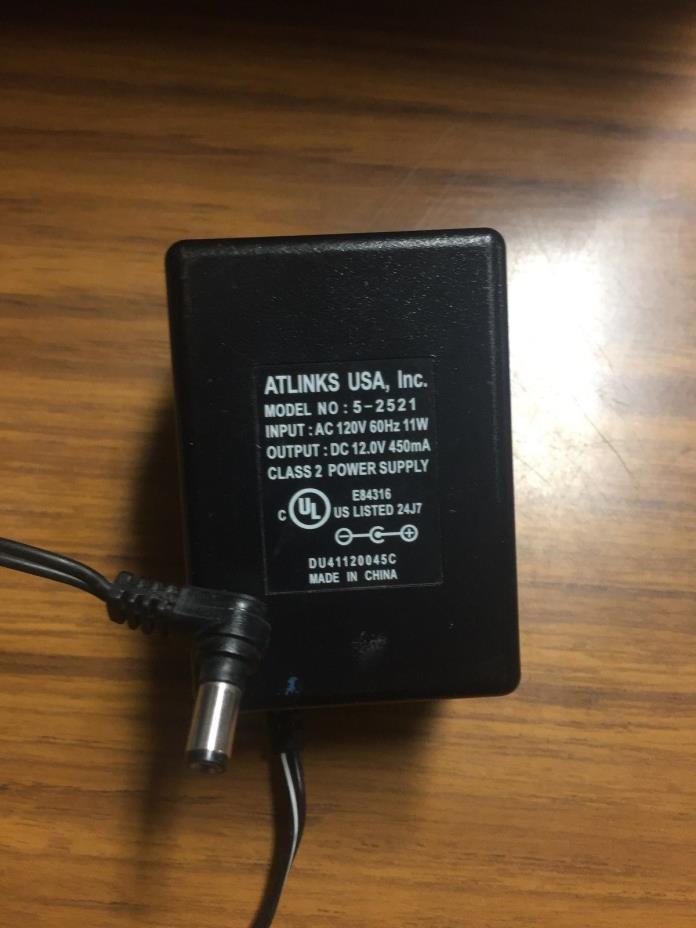 ATLINKS USA, Inc.
MODEL NO : 5-2521
INPUT : AC 120V 60Hz 11W
OUTPUT : DC 12.0V 450mA
CLASS 2 POWER SUPPLY
E84316
C UL US LISTED 24J7
DU41120045C
MADE IN CHINA